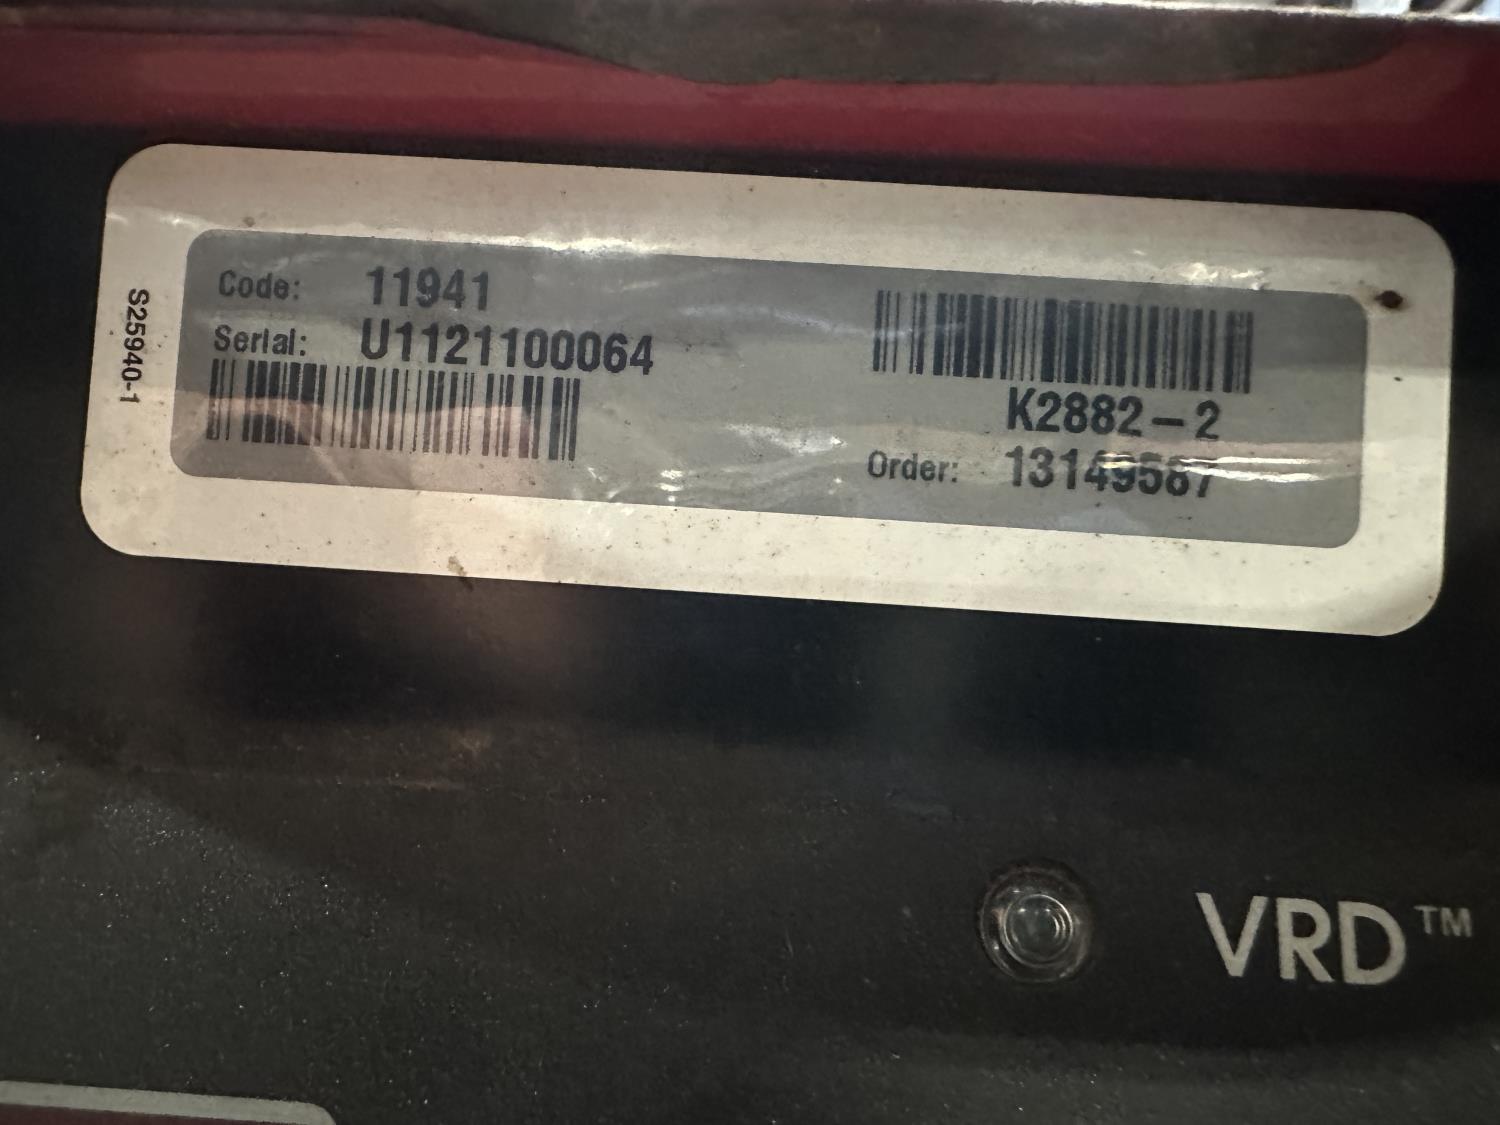 S25940-1
Code: 11941
Serial: U1121100064
K2882-2
Order: 13149587
VRD™